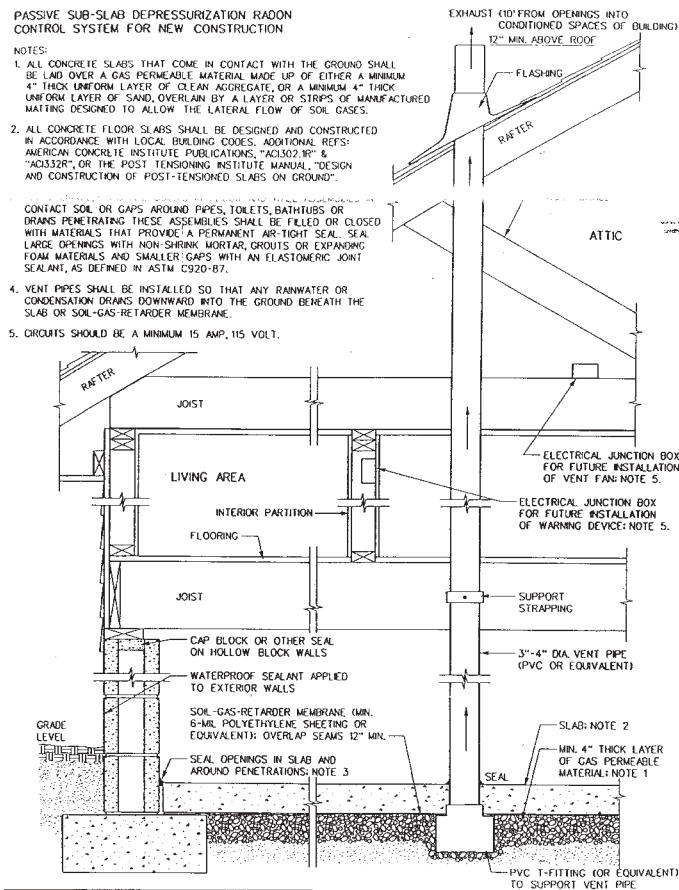 PASSIVE SUB-SLAB DEPRESSURIZATION RADON
CONTROL SYSTEM FOR NEW CONSTRUCTION
NOTES:
1. ALL CONCRETE SLABS THAT COME IN CONTACT WITH THE GROUND SHALL
BE LAID OVER A GAS PERMEABLE MATERIAL MADE UP OF EITHER A MINIMUM
4" THICK UNIFORM LAYER OF CLEAN AGGREGATE, OR A MINIMUM 4" THICK
UNIFORM LAYER OF SAND, OVERLAIN BY A LAYER OR STRIPS OF MANUFACTURED
MATTING DESIGNED TO ALLOW THE LATERAL FLOW OF SOIL GASES.
2. ALL CONCRETE FLOOR SLABS SHALL BE DESIGNED AND CONSTRUCTED
IN ACCORDANCE WITH LOCAL BUILDING CODES. ADDITIONAL REFS:
AMERICAN CONCRETE INSTITUTE PUBLICATIONS, "ACI302.1R" &
"ACI332R", OR THE POST TENSIONING INSTITUTE MANUAL, "DESIGN
AND CONSTRUCTION OF POST-TENSIONED SLABS ON GROUND".
CONTACT SOIL OR GAPS AROUND PIPES, TOILETS, BATHTUBS OR
DRAINS PENETRATING THESE ASSEMBLIES SHALL BE FILLED OR CLOSED
WITH MATERIALS THAT PROVIDE A PERMANENT AIR-TIGHT SEAL. SEAL
LARGE OPENINGS WITH NON-SHRINK MORTAR, GROUTS OR EXPANDING
FOAM MATERIALS AND SMALLER GAPS WITH AN ELASTOMERIC JOINT
SEALANT, AS DEFINED IN ASTM C920-87.
4. VENT PIPES SHALL BE INSTALLED SO THAT ANY RAINWATER OR
CONDENSATION DRAINS DOWNWARD INTO THE GROUND BENEATH THE
SLAB OR SOIL-GAS-RETARDER MEMBRANE.
5. CIRCUITS SHOULD BE A MINIMUM 15 AMP, 115 VOLT.
EXHAUST (10' FROM OPENINGS INTO
CONDITIONED SPACES OF BUILDING)
12" MIN. ABOVE ROOF
FLASHING
RAFTER
ATTIC
RAFTER
JOIST
ELECTRICAL JUNCTION BOX
FOR FUTURE INSTALLATION
OF VENT FAN; NOTE 5.
LIVING AREA
ELECTRICAL JUNCTION BOX
FOR FUTURE INSTALLATION
OF WARNING DEVICE; NOTE 5.
INTERIOR PARTITION
FLOORING
JOIST
SUPPORT
STRAPPING
CAP BLOCK OR OTHER SEAL
ON HOLLOW BLOCK WALLS
3"-4" DIA. VENT PIPE
(PVC OR EQUIVALENT)
WATERPROOF SEALANT APPLIED
TO EXTERIOR WALLS
SOIL-GAS-RETARDER MEMBRANE (MIN.
6-MIL POLYETHYLENE SHEETING OR
EQUIVALENT); OVERLAP SEAMS 12" MIN.
GRADE
LEVEL
SLAB; NOTE 2
MIN. 4" THICK LAYER
OF GAS PERMEABLE
MATERIAL; NOTE 1
SEAL OPENINGS IN SLAB AND
AROUND PENETRATIONS; NOTE 3
SEAL
PVC T-FITTING (OR EQUIVALENT)
TO SUPPORT VENT PIPE